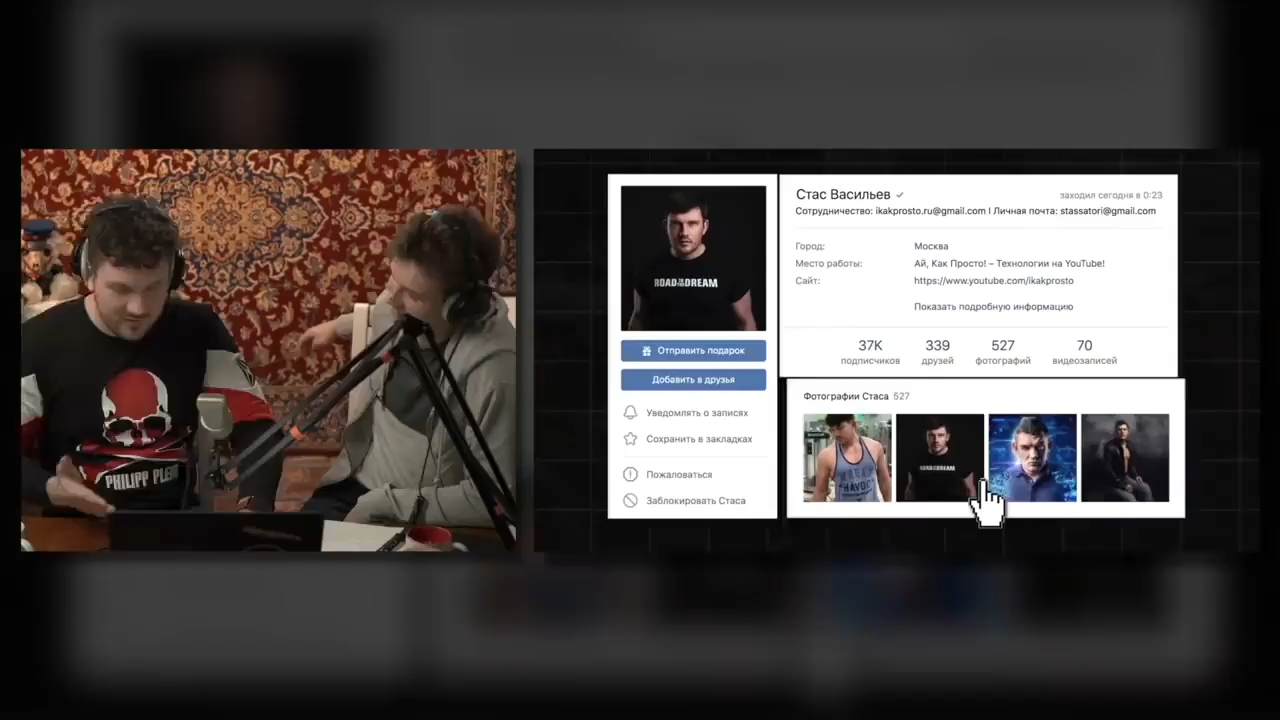 PHILIPP PLEIN
ROAD TO THE DREAM
Отправить подарок
Добавить в друзья
Уведомлять о записях
Сохранить в закладках
Пожаловаться
Заблокировать Стаса
Стас Васильев
заходил сегодня в 0:23
Сотрудничество: ikakprosto.ru@gmail.com I Личная почта: stassatori@gmail.com
Город: Москва
Место работы: Ай, Как Просто! – Технологии на YouTube!
Сайт: https://www.youtube.com/ikakprosto
Показать подробную информацию
37K 339 527 70
подписчиков друзей фотографий видеозаписей
Фотографии Стаса 527
HAVOC
ROAD TO THE DREAM